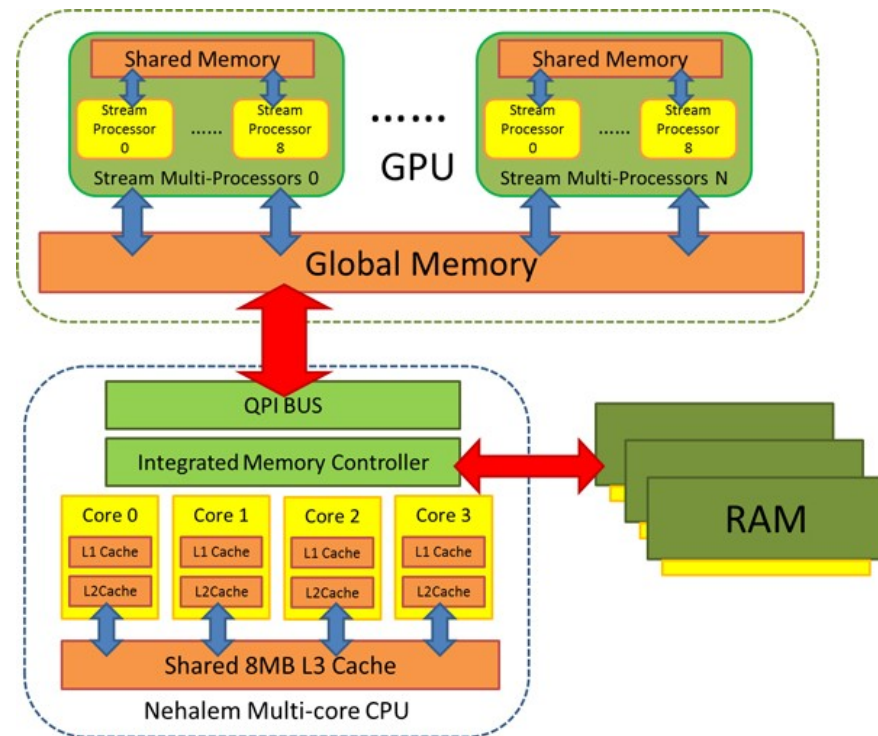 Shared Memory
Shared Memory
Stream
Processor
0
......
Stream
Processor
8
......
Stream
Processor
0
......
Stream
Processor
8
Stream Multi-Processors 0
GPU
Stream Multi-Processors N
Global Memory
QPI BUS
Integrated Memory Controller
Core 0
Core 1
Core 2
Core 3
L1 Cache
L1 Cache
L1 Cache
L1 Cache
L2Cache
L2Cache
L2Cache
L2Cache
RAM
Shared 8MB L3 Cache
Nehalem Multi-core CPU